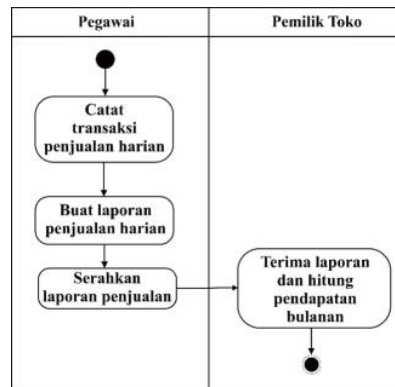 Pegawai
Pemilik Toko
Catat
transaksi
penjualan harian
Buat laporan
penjualan harian
Serahkan
laporan penjualan
Terima laporan
dan hitung
pendapatan
bulanan